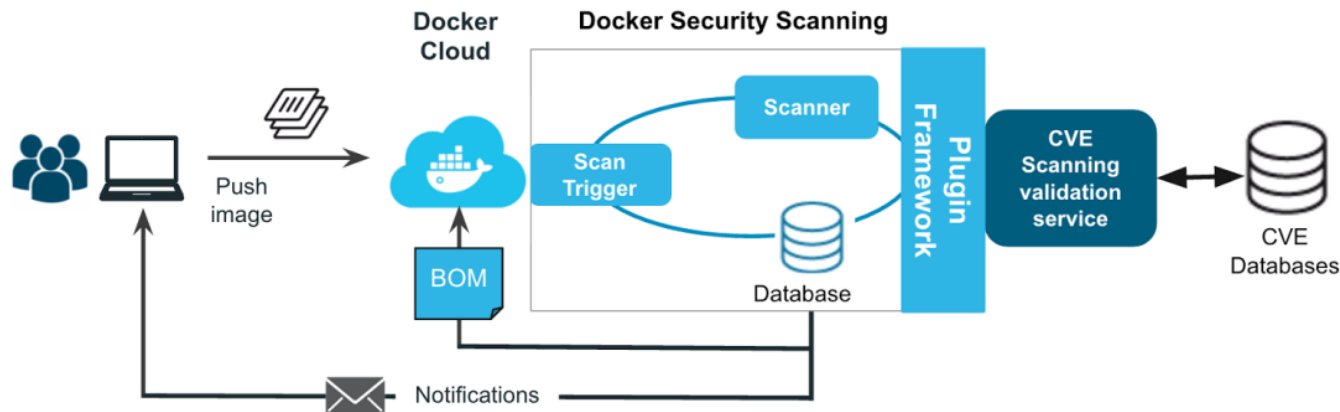 Docker
Cloud
Docker Security Scanning
Push
image
Scan
Trigger
Scanner
Database
Plugin
Framework
CVE
Scanning
validation
service
CVE
Databases
BOM
Notifications